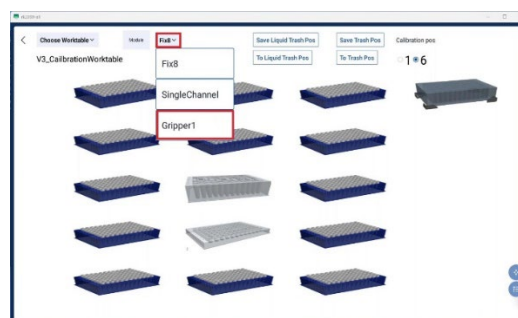 Choose Worktable
Fix8
Save Liquid Trash Pos
Save Trash Pos
Calibration pos
V3_CailbrationWorktable
Fix8
To Liquid Trash Pos
To Trash Pos
1 6
SingleChannel
Gripper1